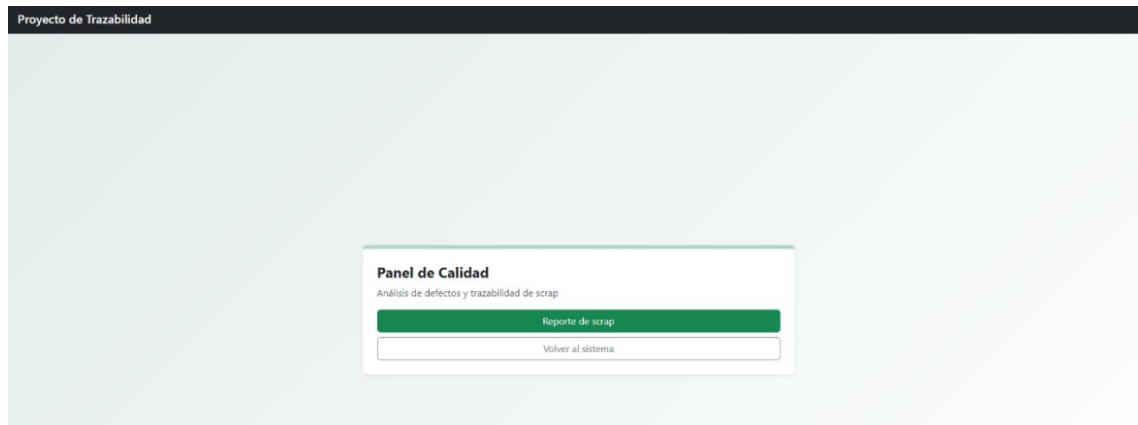 Proyecto de Trazabilidad
Panel de Calidad
Análisis de defectos y trazabilidad de scrap
Reporte de scrap
Volver al sistema